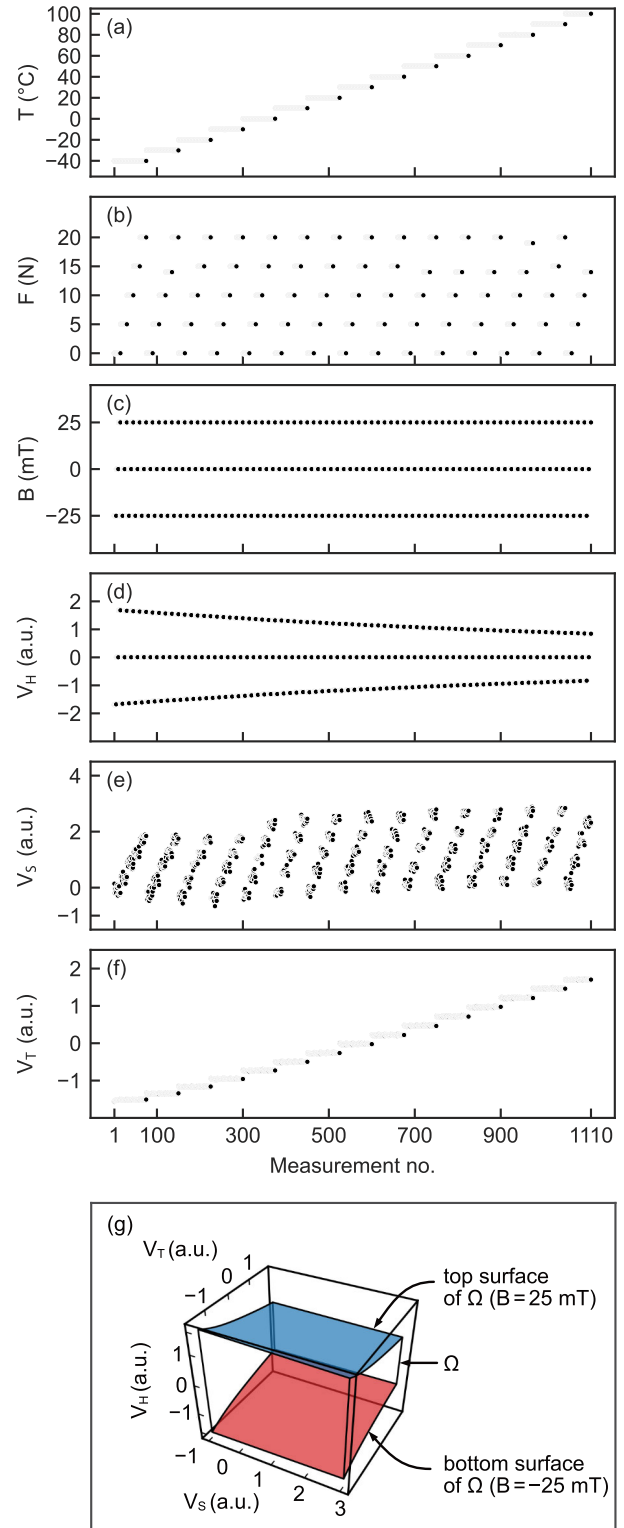 (a)
T (°C)
100
80
60
40
20
0
−20
−40
(b)
F (N)
20
15
10
5
0
(c)
B (mT)
25
0
−25
(d)
V_H (a.u.)
2
1
0
−1
−2
(e)
V_S (a.u.)
4
2
0
−1
(f)
V_T (a.u.)
2
1
0
−1
1 100 300 500 700 900 1110
Measurement no.
(g)
V_T (a.u.)
−1 0 1
V_H (a.u.)
1
0
−1
−1 0 1 2 3
V_S (a.u.)
top surface
of Ω (B = 25 mT)
Ω
bottom surface
of Ω (B = −25 mT)